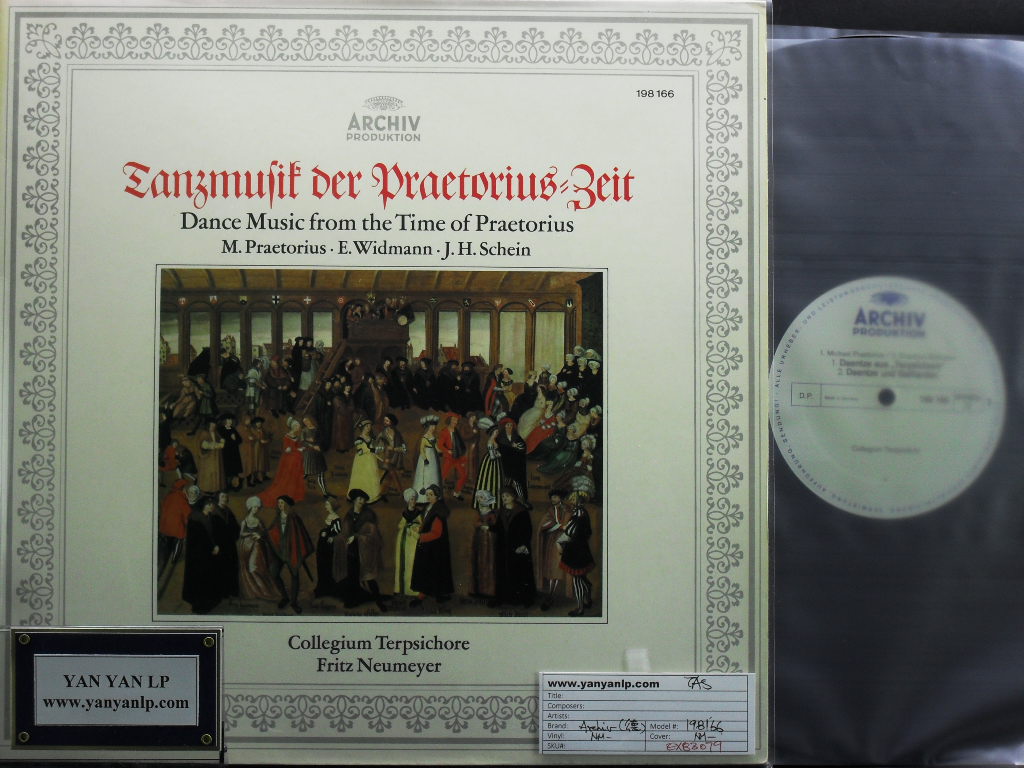 198 166
ARCHIV
PRODUKTION
Tanzmusik der Praetorius-Zeit
Dance Music from the Time of Praetorius
M. Praetorius · E. Widmann · J. H. Schein
Collegium Terpsichore
Fritz Neumeyer
YAN YAN LP
www.yanyanlp.com
www.yanyanlp.com
Title:
Composers:
Artists:
Brand: Archiv Model #: 198166
Vinyl: NM- Cover: NM-
SKU#: EXB3079
ARCHIV
PRODUKTION
D.P.
Collegium Terpsichore